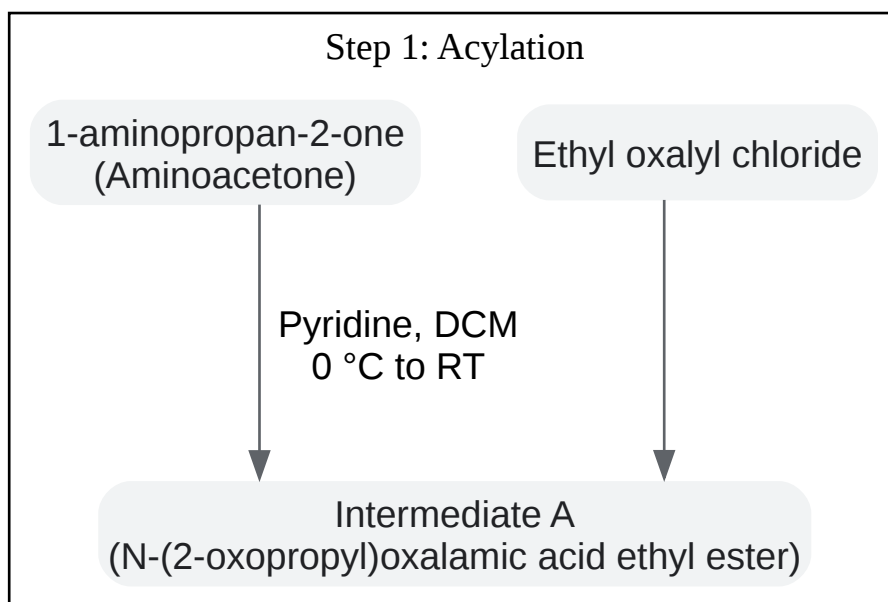 Step 1: Acylation
1-aminopropan-2-one
(Aminoacetone)
Ethyl oxalyl chloride
Pyridine, DCM
0 °C to RT
Intermediate A
(N-(2-oxopropyl)oxalamic acid ethyl ester)